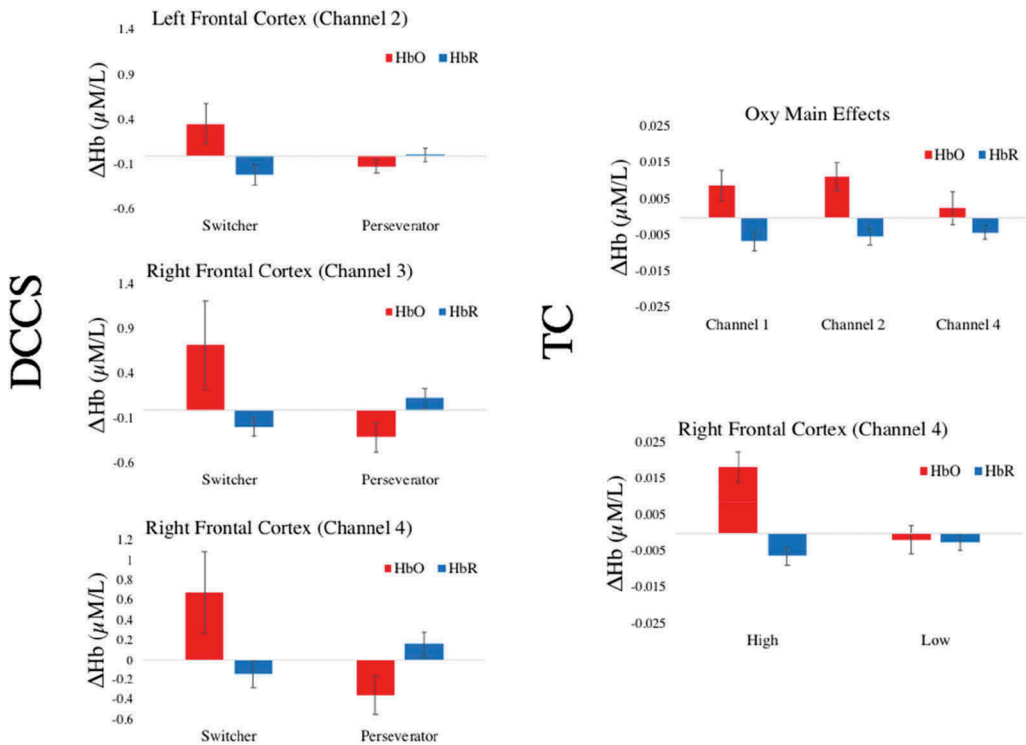 DCCS
Left Frontal Cortex (Channel 2)
ΔHb (µM/L)
1.4
0.9
0.4
-0.1
-0.6
HbO HbR
Switcher Perseverator
Right Frontal Cortex (Channel 3)
ΔHb (µM/L)
1.4
0.9
0.4
-0.1
-0.6
HbO HbR
Switcher Perseverator
Right Frontal Cortex (Channel 4)
ΔHb (µM/L)
1.2
1
0.8
0.6
0.4
0.2
0
-0.2
-0.4
-0.6
HbO HbR
Switcher Perseverator
TC
Oxy Main Effects
ΔHb (µM/L)
0.025
0.015
0.005
-0.005
-0.015
-0.025
HbO HbR
Channel 1 Channel 2 Channel 4
Right Frontal Cortex (Channel 4)
ΔHb (µM/L)
0.025
0.015
0.005
-0.005
-0.015
-0.025
HbO HbR
High Low